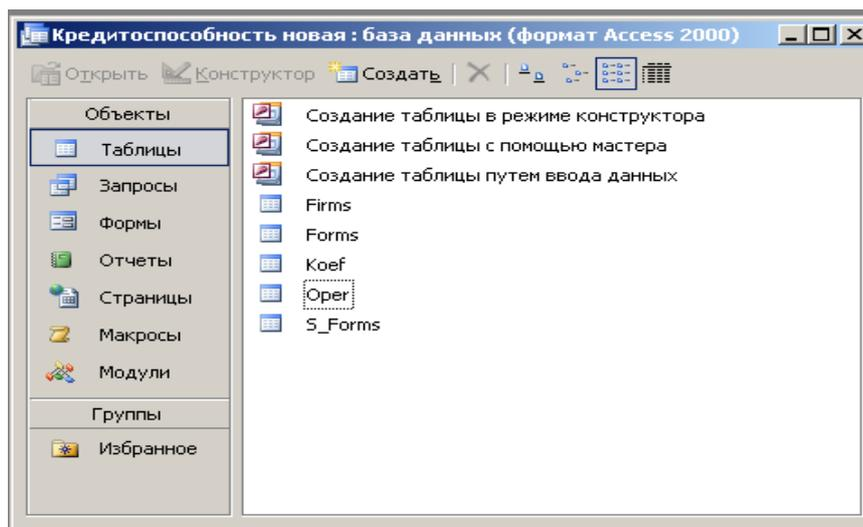 Кредитоспособность новая : база данных (формат Access 2000)
Открыть Конструктор Создать
Объекты
Таблицы
Запросы
Формы
Отчеты
Страницы
Макросы
Модули
Группы
Избранное
Создание таблицы в режиме конструктора
Создание таблицы с помощью мастера
Создание таблицы путем ввода данных
Firms
Forms
Koef
Oper
S_Forms